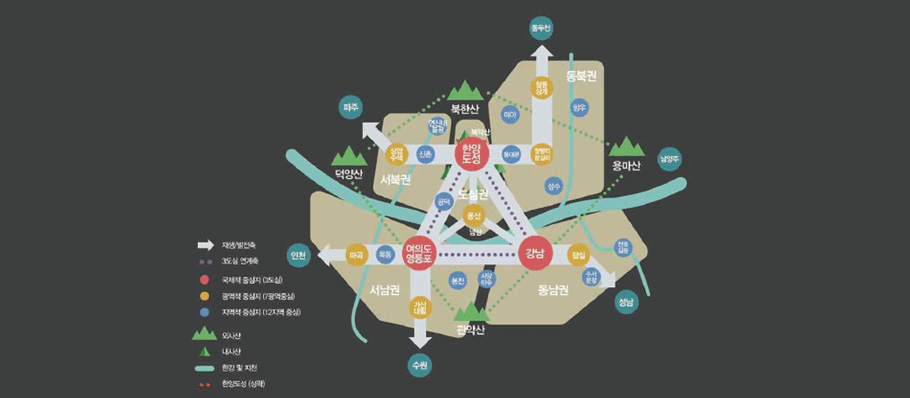 동두천
동북권
창동
상계
북한산
파주
미아
망우
연신내
불광
북악산
한양
도성
상암
수색
신촌
동대문
청량리
왕십리
용마산
남양주
덕양산
서북권
성수
도심권
공덕
용산
남산
인천
마곡
목동
여의도
영등포
강남
잠실
천호
길동
수서
문정
서남권
봉천
사당
이수
동남권
성남
가산
대림
관악산
수원
재생/발전축
3도심 연계축
국제적 중심지 (3도심)
광역적 중심지 (7광역중심)
지역적 중심지 (12지역 중심)
외사산
내사산
한강 및 지천
한양도성 (성곽)